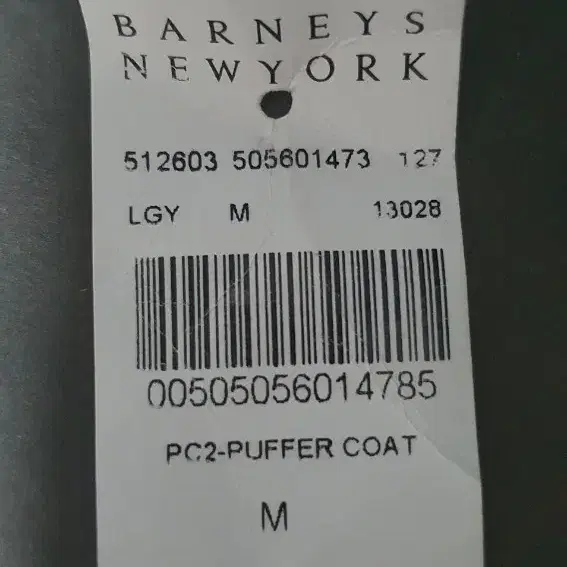 BARNEYS
NEWYORK
512603 505601473 127
LGY M 13028
00505056014785
PC2-PUFFER COAT
M